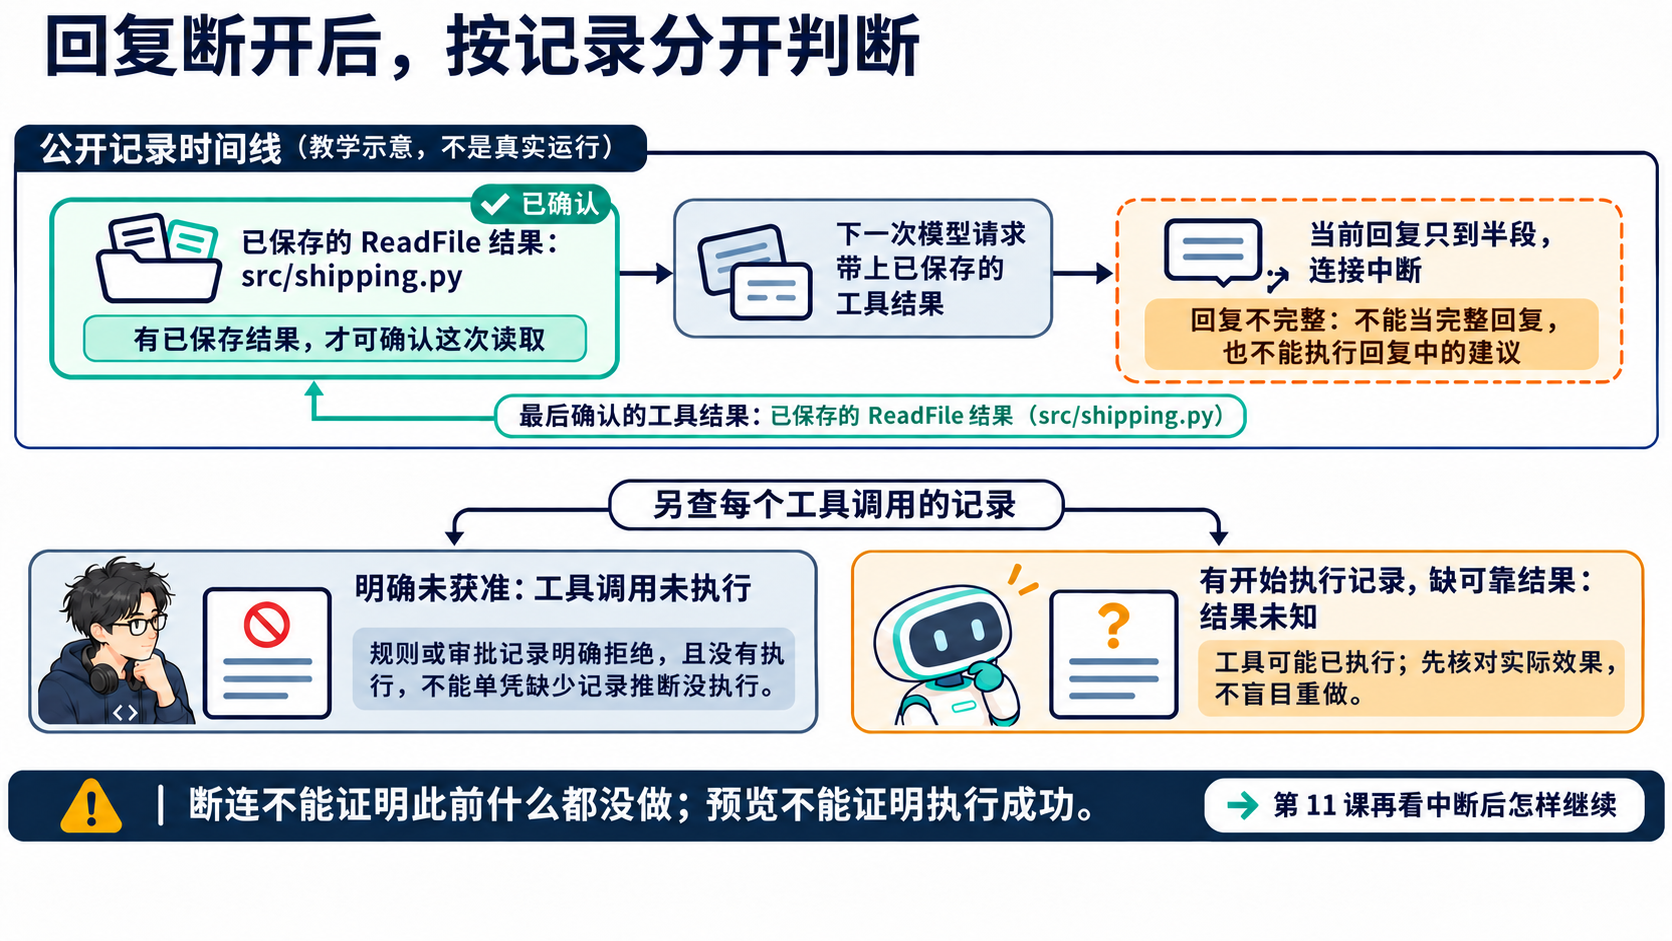 回复断开后，按记录分开判断
公开记录时间线（教学示意，不是真实运行）
已确认
已保存的 ReadFile 结果：
src/shipping.py
有已保存结果，才可确认这次读取
下一次模型请求
带上已保存的
工具结果
当前回复只到半段，
连接中断
回复不完整：不能当完整回复，
也不能执行回复中的建议
最后确认的工具结果：已保存的 ReadFile 结果（src/shipping.py）
另查每个工具调用的记录
明确未获准：工具调用未执行
规则或审批记录明确拒绝，且没有执
行，不能单凭缺少记录推断没执行。
有开始执行记录，缺可靠结果：
结果未知
工具可能已执行；先核对实际效果，
不盲目重做。
断连不能证明此前什么都没做；预览不能证明执行成功。
第 11 课再看中断后怎样继续